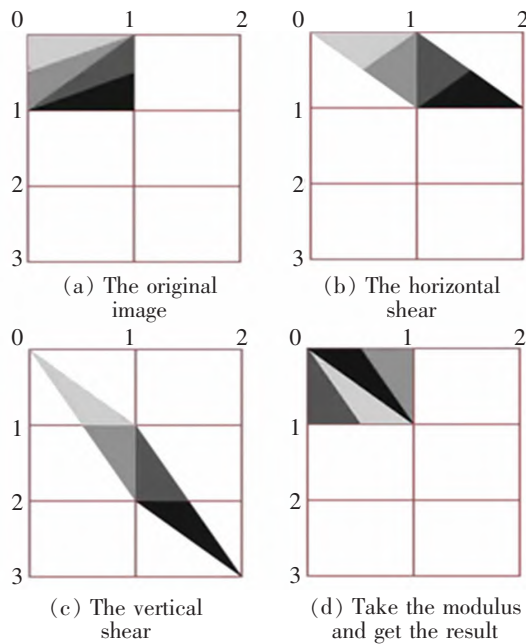 0 1 2 0 1 2
1 1
2 2
3 3
(a) The original (b) The horizontal
image shear
0 1 2 0 1 2
1 1
2 2
3 3
(c) The vertical (d) Take the modulus
shear and get the result